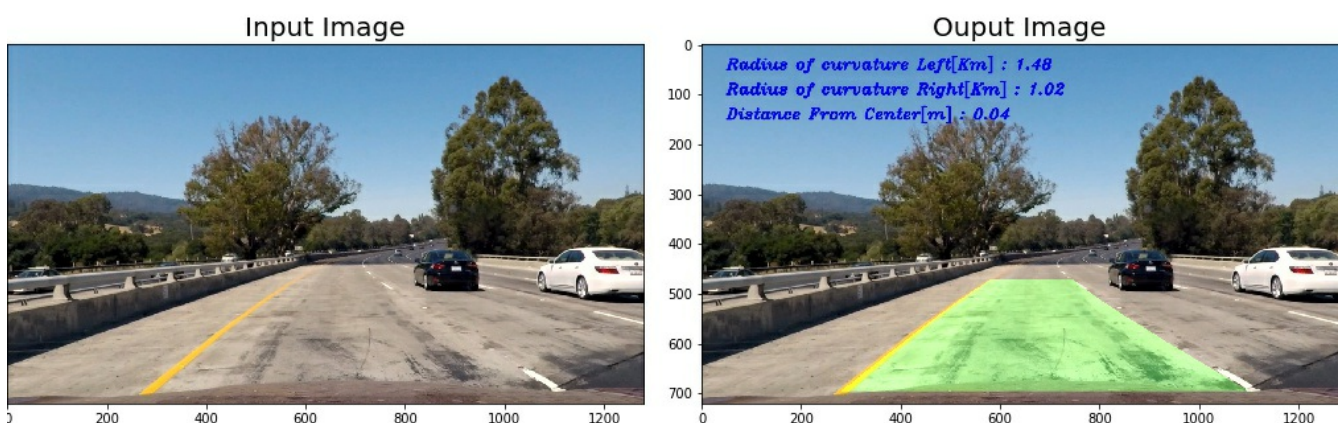 Input Image
Ouput Image
Radius of curvature Left[Km] : 1.48
Radius of curvature Right[Km] : 1.02
Distance From Center[m] : 0.04
0
100
200
300
400
500
600
700
0 200 400 600 800 1000 1200
0 200 400 600 800 1000 1200